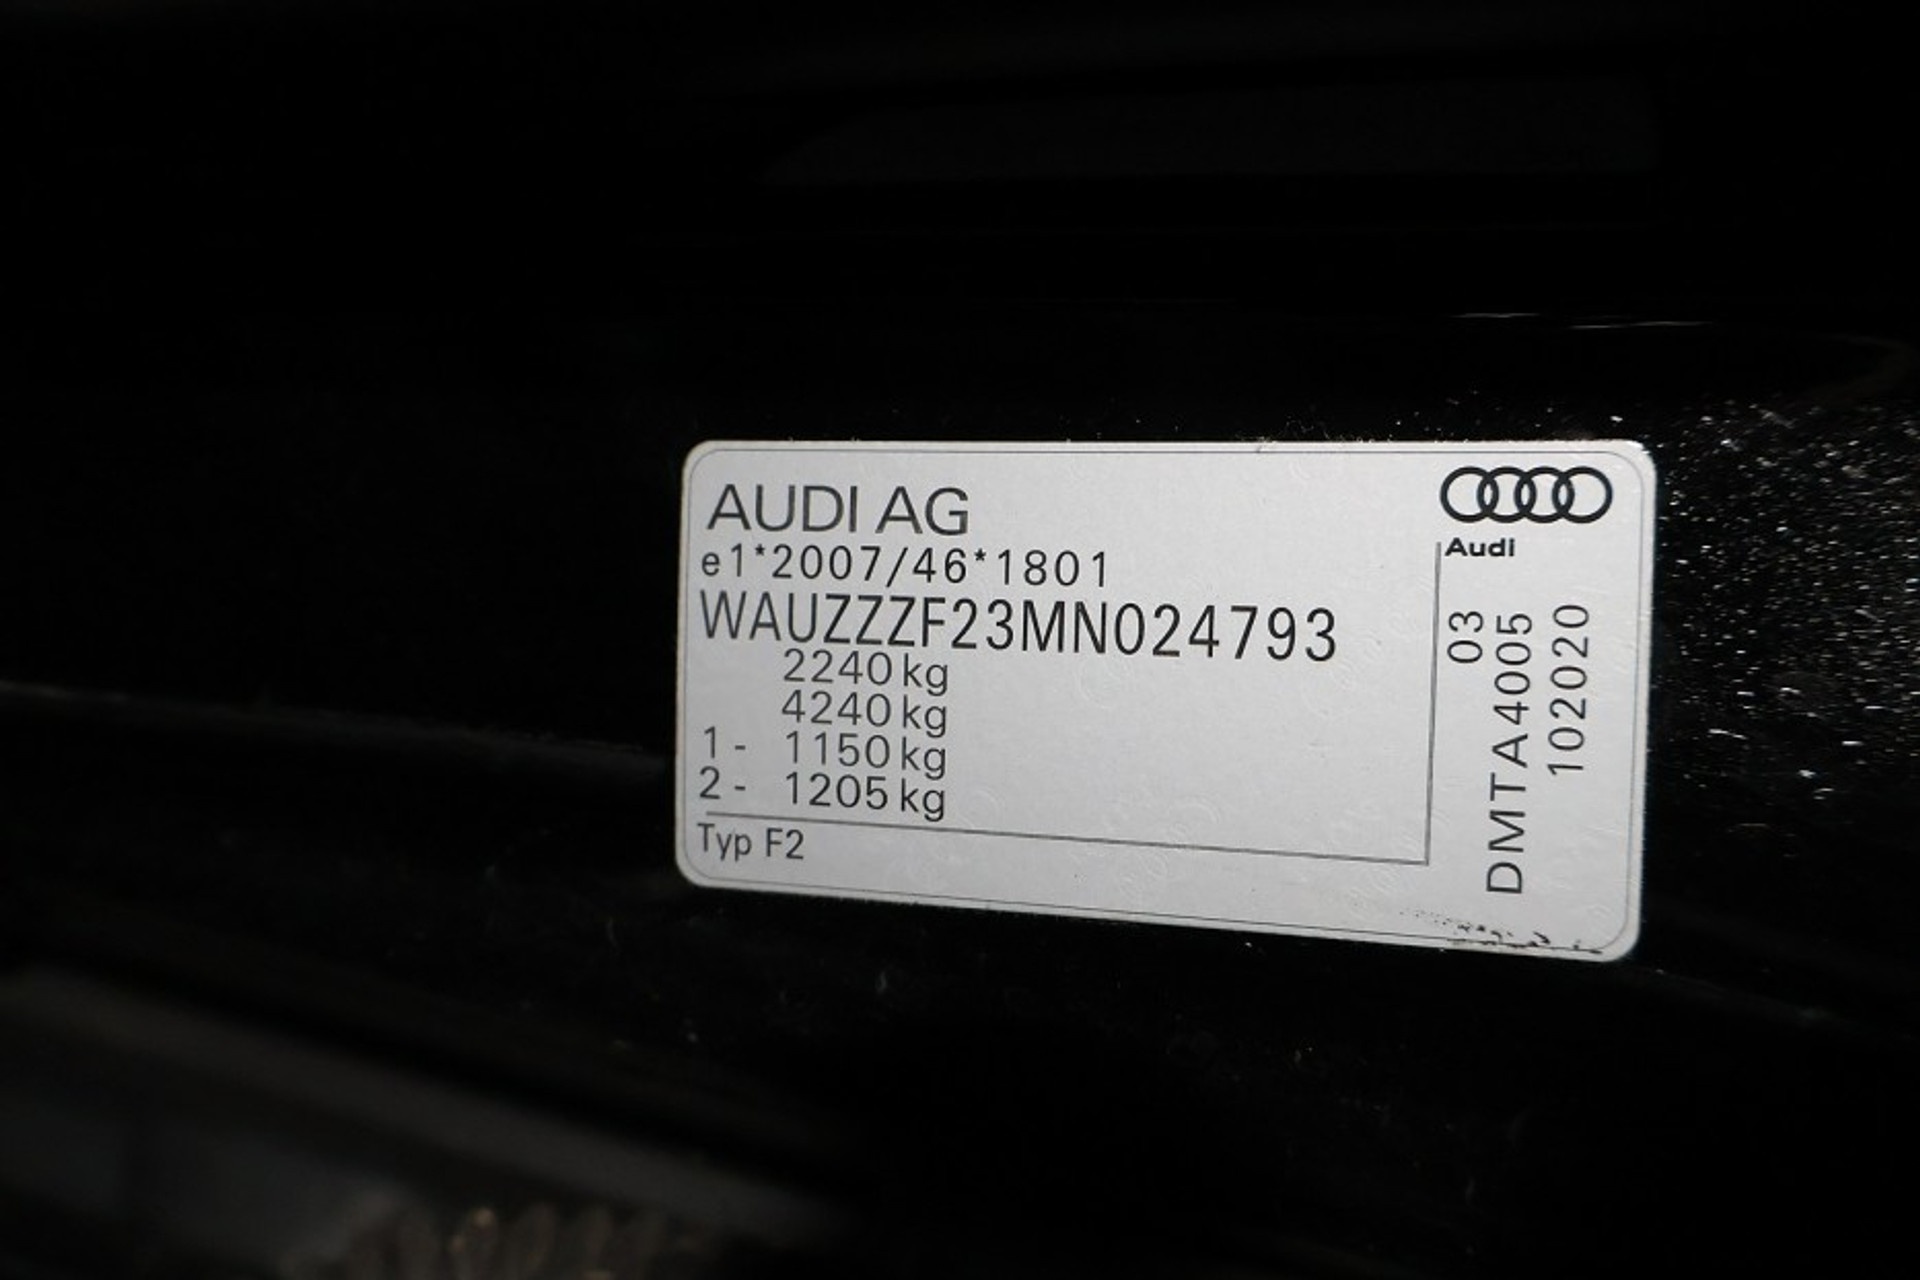 AUDI AG
e1*2007/46*1801
WAUZZZF23MN024793
2240 kg
4240 kg
1 - 1150 kg
2 - 1205 kg
Typ F2
Audi
03
DMTA4005
102020